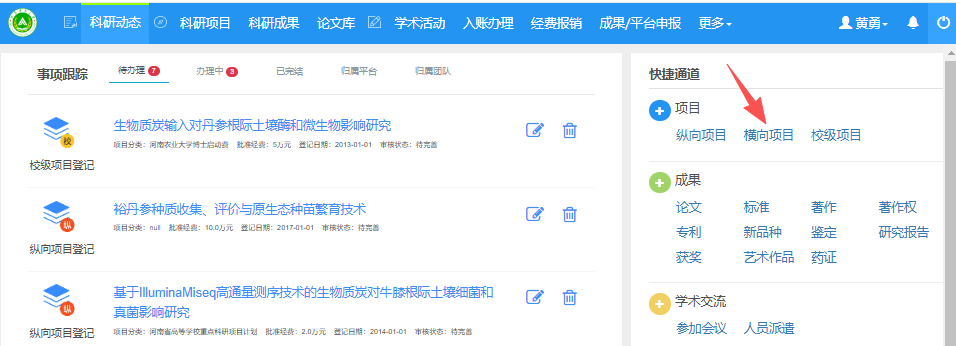 科研动态 科研项目 科研成果 论文库 学术活动 入账办理 经费报销 成果/平台申报 更多 黄勇
事项跟踪 待办理 7 办理中 3 已完结 归属平台 归属团队
校
校级项目登记
生物质炭输入对丹参根际土壤酶和微生物影响研究
项目分类：河南农业大学博士启动费 批准经费：5万元 登记日期：2013-01-01 审核状态：待完善
纵
纵向项目登记
裕丹参种质收集、评价与原生态种苗繁育技术
项目分类：null 批准经费：10.0万元 登记日期：2017-01-01 审核状态：待完善
纵
纵向项目登记
基于IlluminaMiseq高通量测序技术的生物质炭对牛膝根际土壤细菌和
真菌影响研究
项目分类：河南省高等学校重点科研项目计划 批准经费：2.0万元 登记日期：2014-01-01 审核状态：待完善
快捷通道
项目
纵向项目 横向项目 校级项目
成果
论文 标准 著作 著作权
专利 新品种 鉴定 研究报告
获奖 艺术作品 药证
学术交流
参加会议 人员派遣